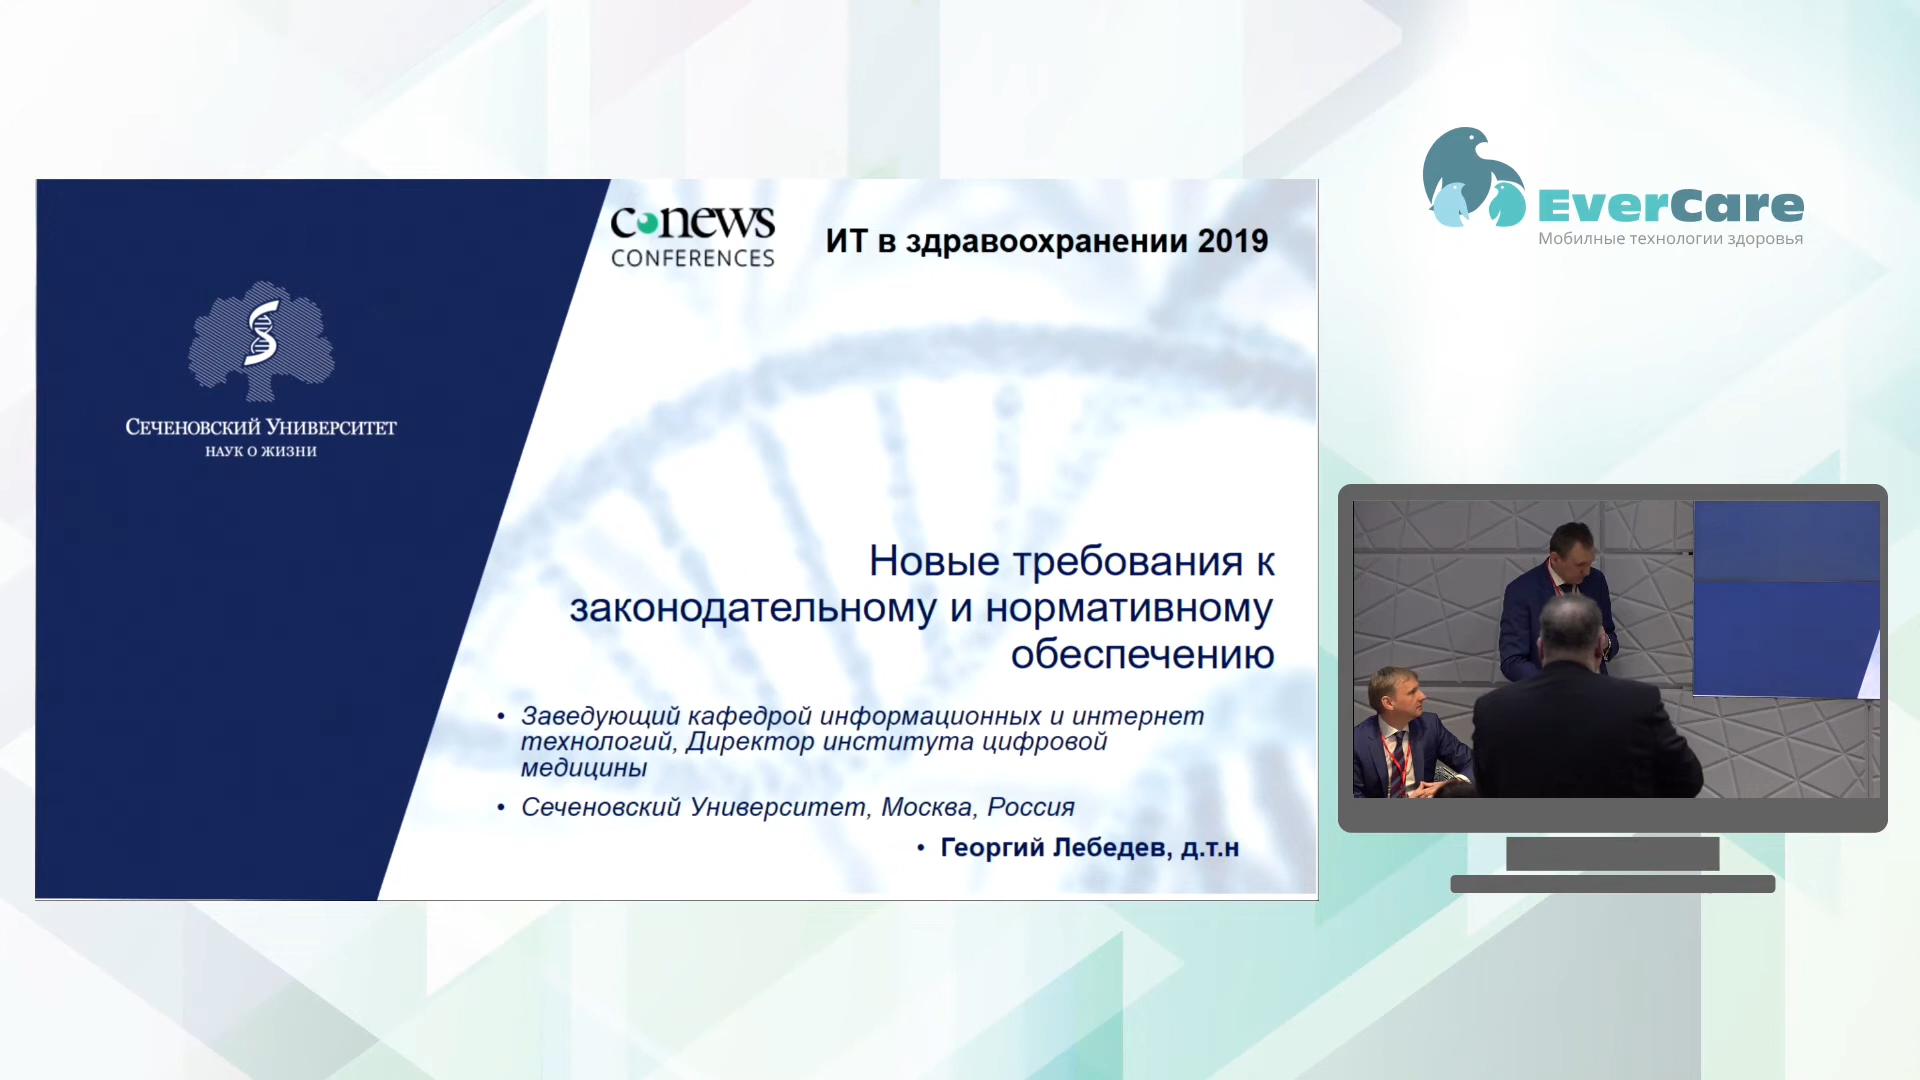 cnews
CONFERENCES
ИТ в здравоохранении 2019
СЕЧЕНОВСКИЙ УНИВЕРСИТЕТ
НАУК О ЖИЗНИ
Новые требования к
законодательному и нормативному
обеспечению
• Заведующий кафедрой информационных и интернет
технологий, Директор института цифровой
медицины
• Сеченовский Университет, Москва, Россия
• Георгий Лебедев, д.т.н
EverCare
Мобилные технологии здоровья